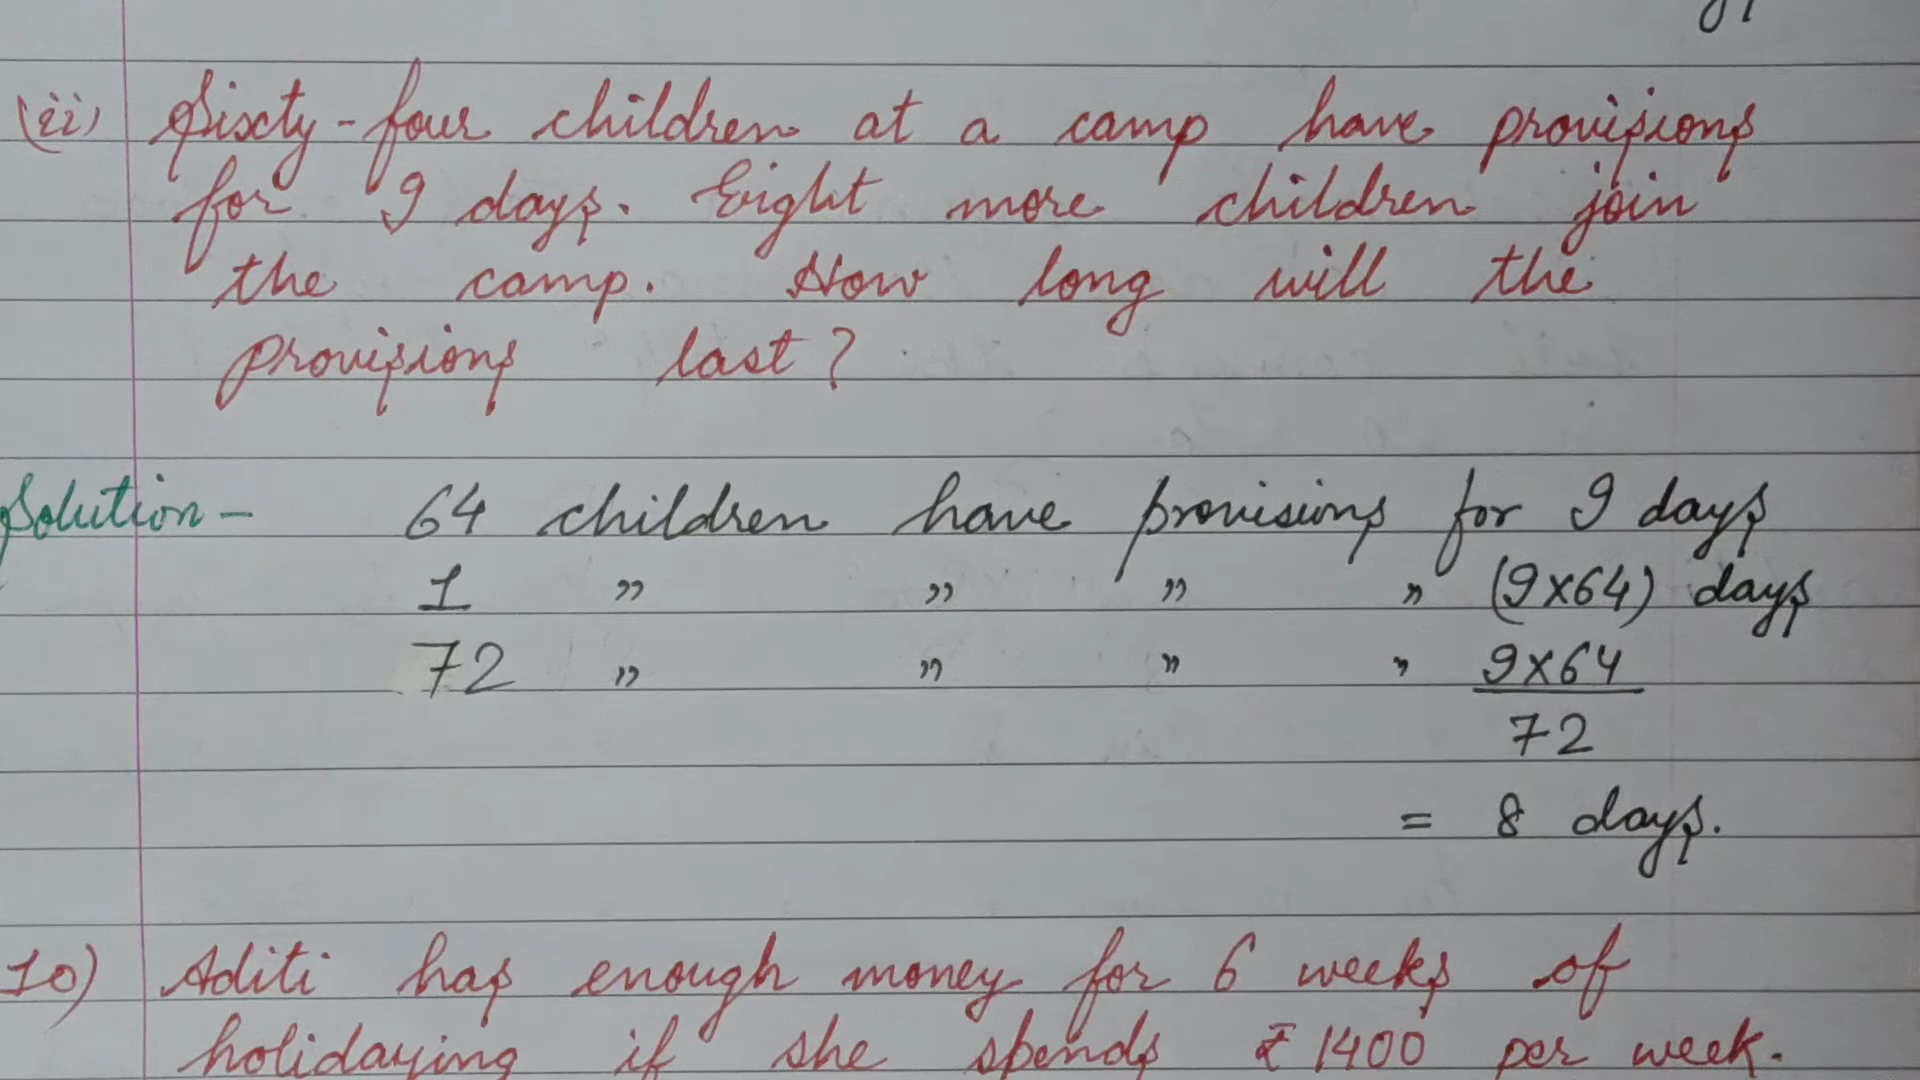 (ii) Sixty-four children at a camp have provisions
for 9 days. Eight more children join
the camp. How long will the
provisions last?
Solution- 64 children have provisions for 9 days
1 " " " " (9x64) days
72 " " " " 9x64
72
= 8 days.
10) Aditi has enough money for 6 weeks of
holidaying if she spends ₹1400 per week.